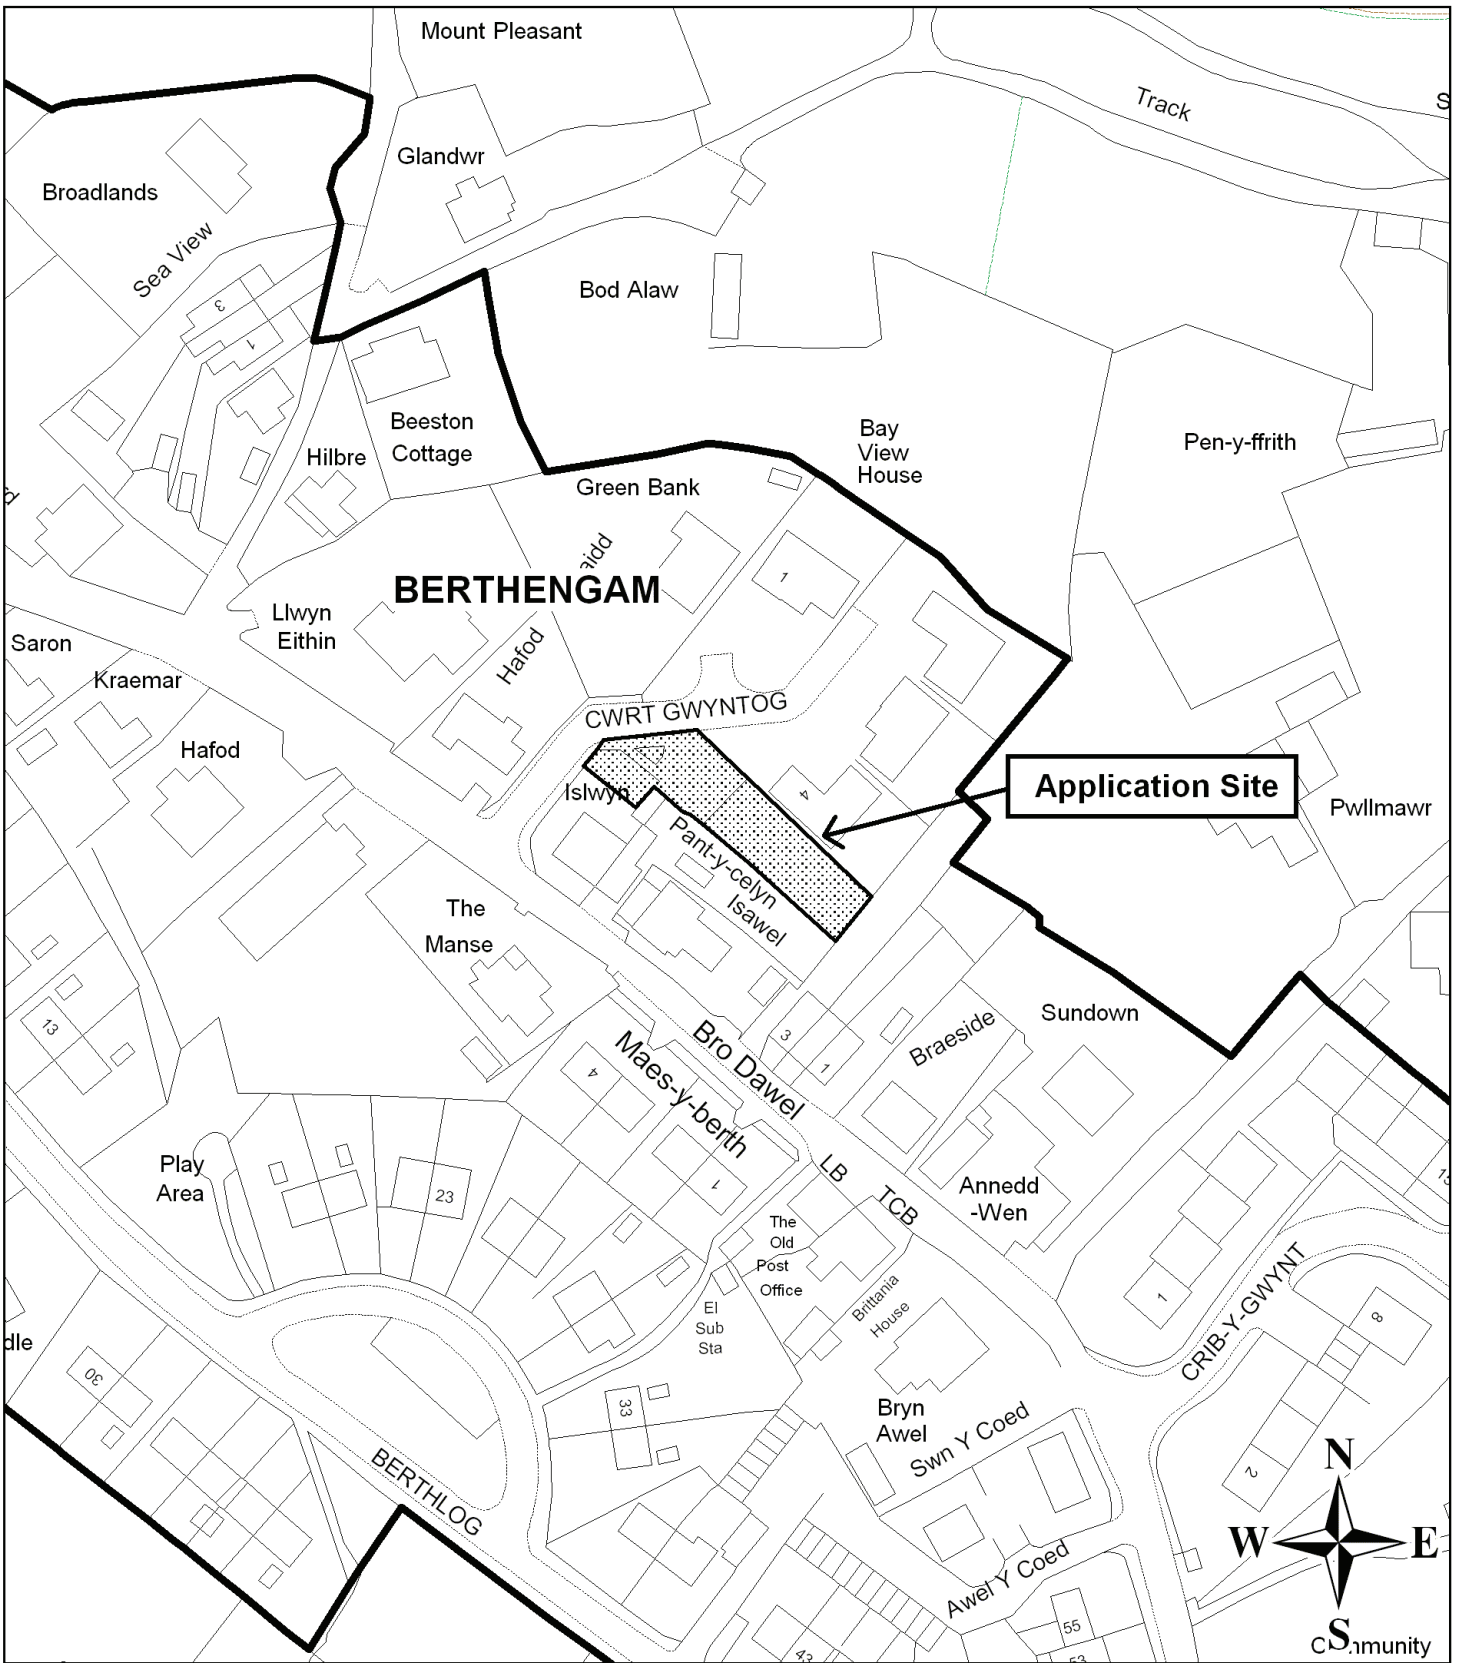 Mount Pleasant
Track
S
Glandwr
Broadlands
Sea View
3
1
Bod Alaw
Beeston
Cottage
Hilbre
Bay
View
House
Pen-y-ffrith
Green Bank
aidd
BERTHENGAM
1
Llwyn
Eithin
Hafod
Saron
Kraemar
CWRT GWYNTOG
Hafod
Islwyn
4
Application Site
Pwllmawr
Pant-y-celyn
Isawel
The
Manse
13
Bro Dawel
3
1
Braeside
Sundown
Maes-y-berth
4
1
Play
Area
23
LB
TCB
Annedd
-Wen
13
The
Old
Post
Office
El
Sub
Sta
Brittania
House
1
CRIB-Y-GWYNT
8
2
dle
30
33
Bryn
Awel
Swn Y Coed
BERTHLOG
Awel Y Coed
55
53
43
N
W
E
S